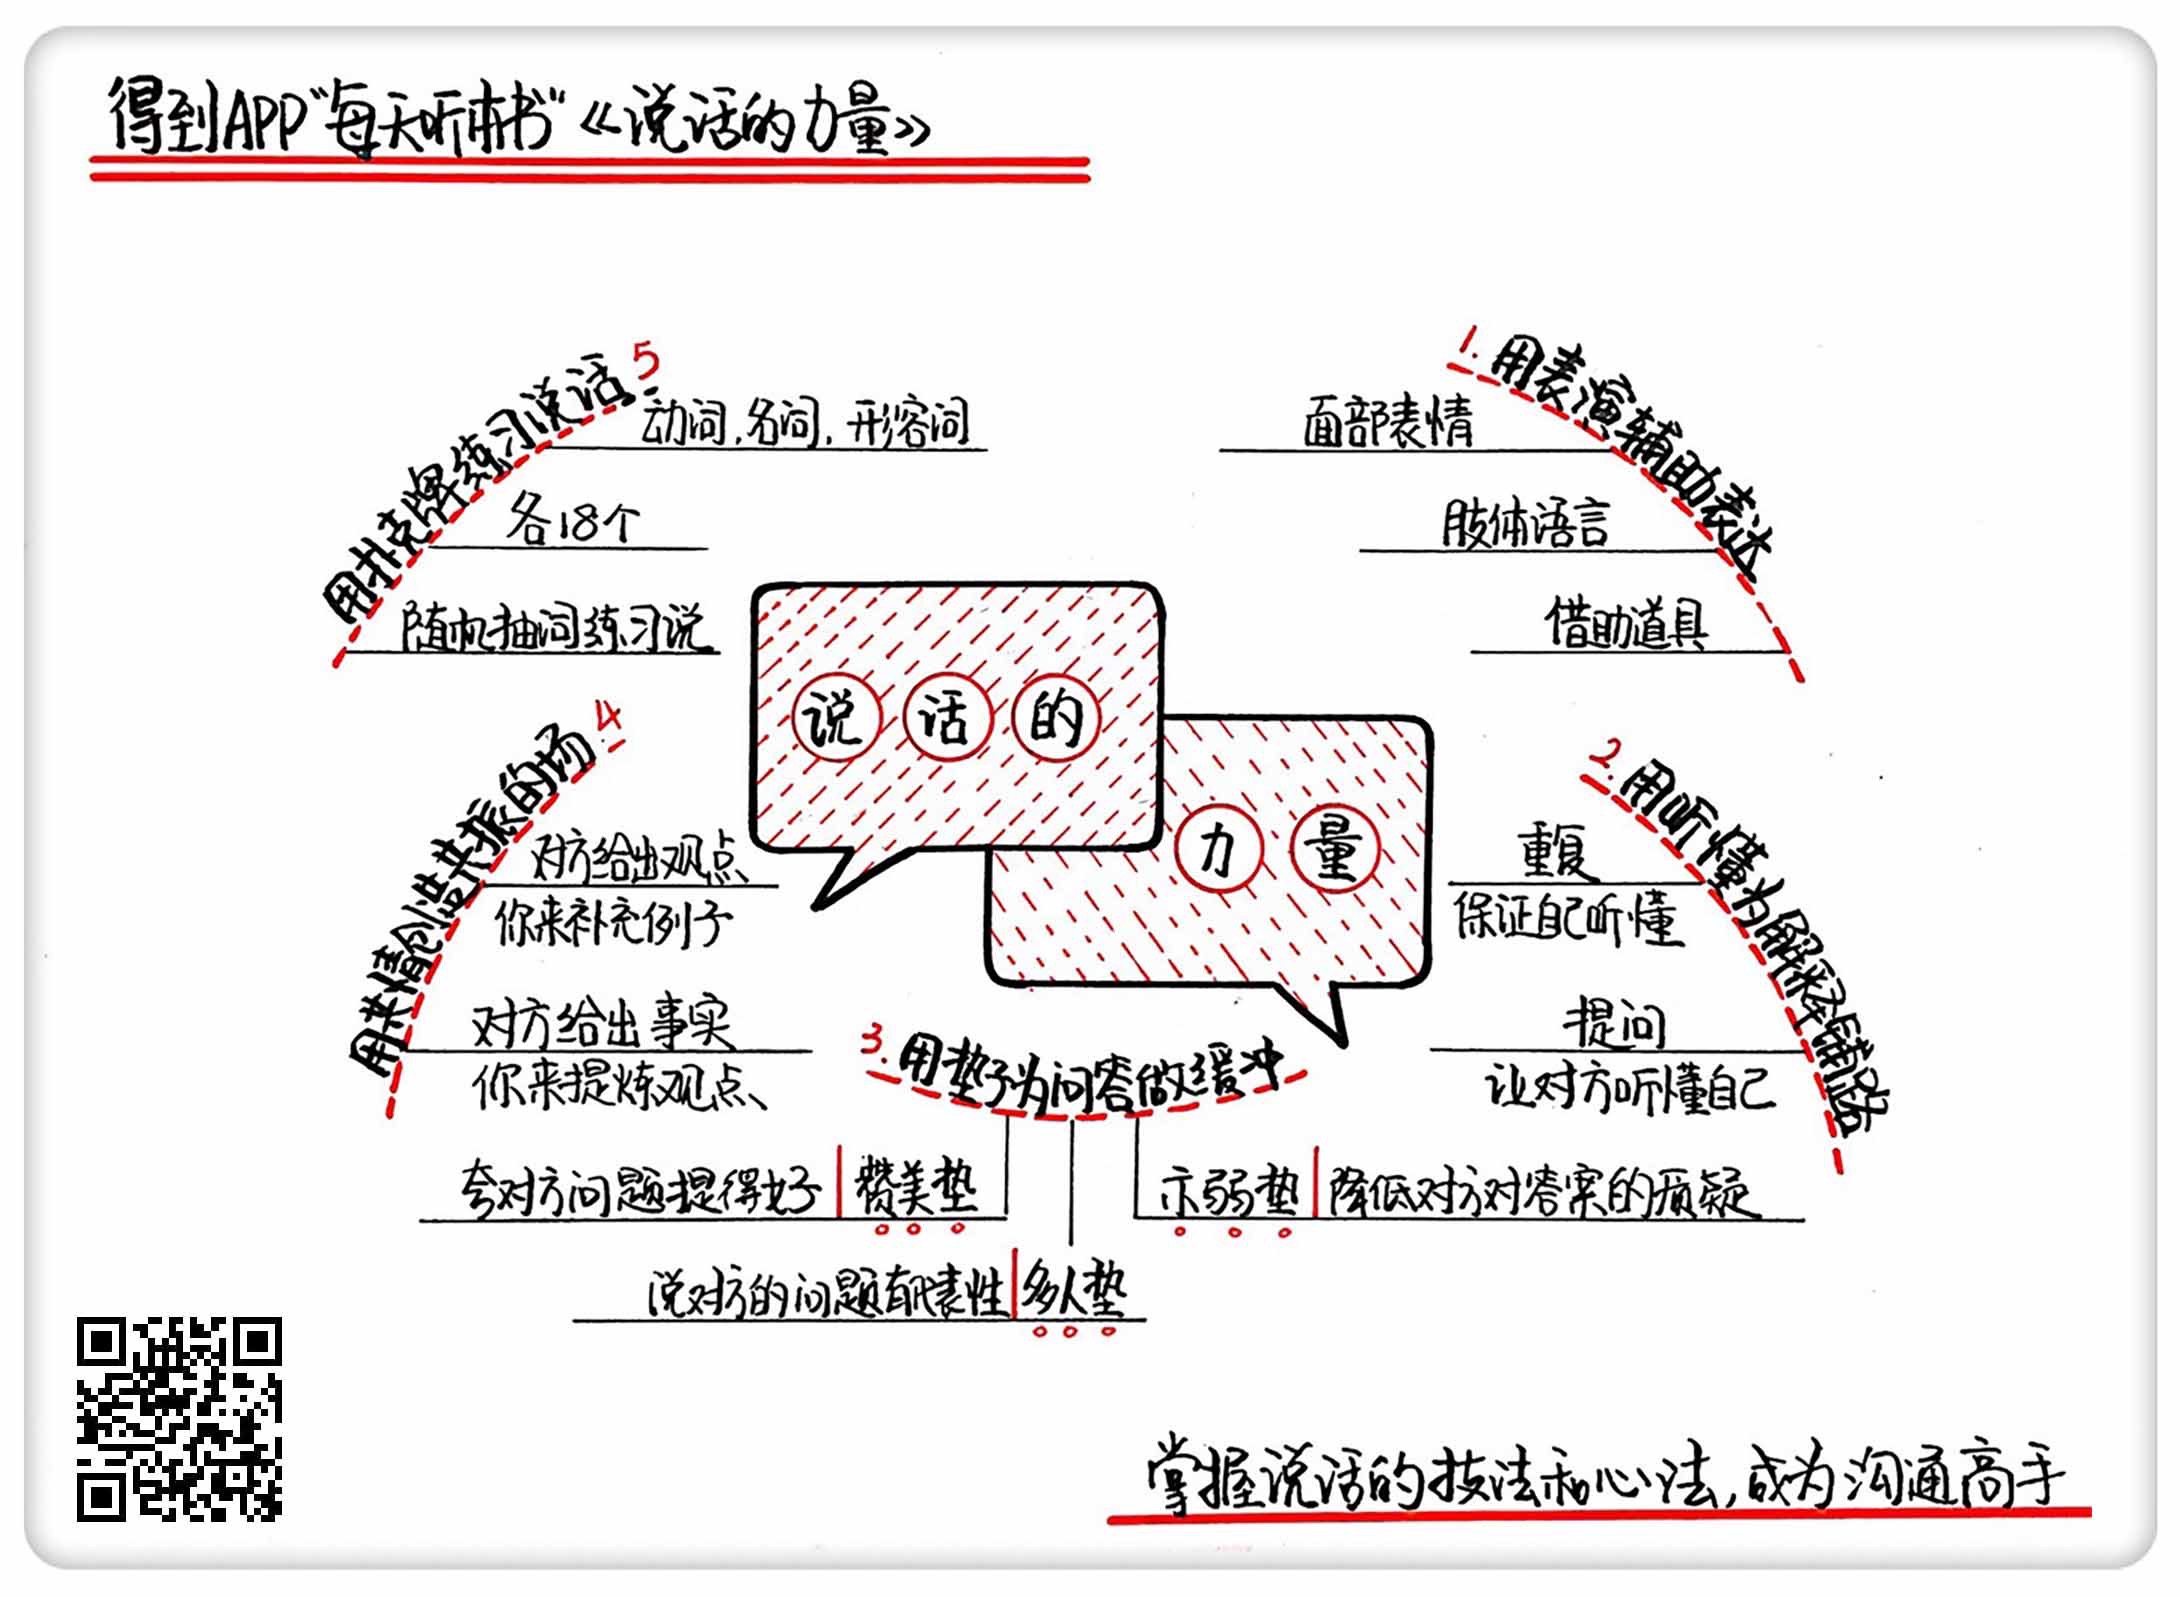 得到APP“每天听本书”《说话的力量》
说话的
力量
1. 用表演辅助表达
面部表情
肢体语言
借助道具
2. 用听懂为解释铺路
重复
保证自己听懂
提问
让对方听懂自己
3. 用垫子为问答做缓冲
夸对方问题提得好 | 赞美垫
说对方的问题有代表性 | 多人垫
示弱垫 | 降低对方对答案的质疑
用共情创造共振的场 4
对方给出观点
你来补充例子
对方给出事实
你来提炼观点
用扑克牌练习说话 5
动词,名词,形容词
各18个
随机抽词练习说
掌握说话的技法和心法,成为沟通高手